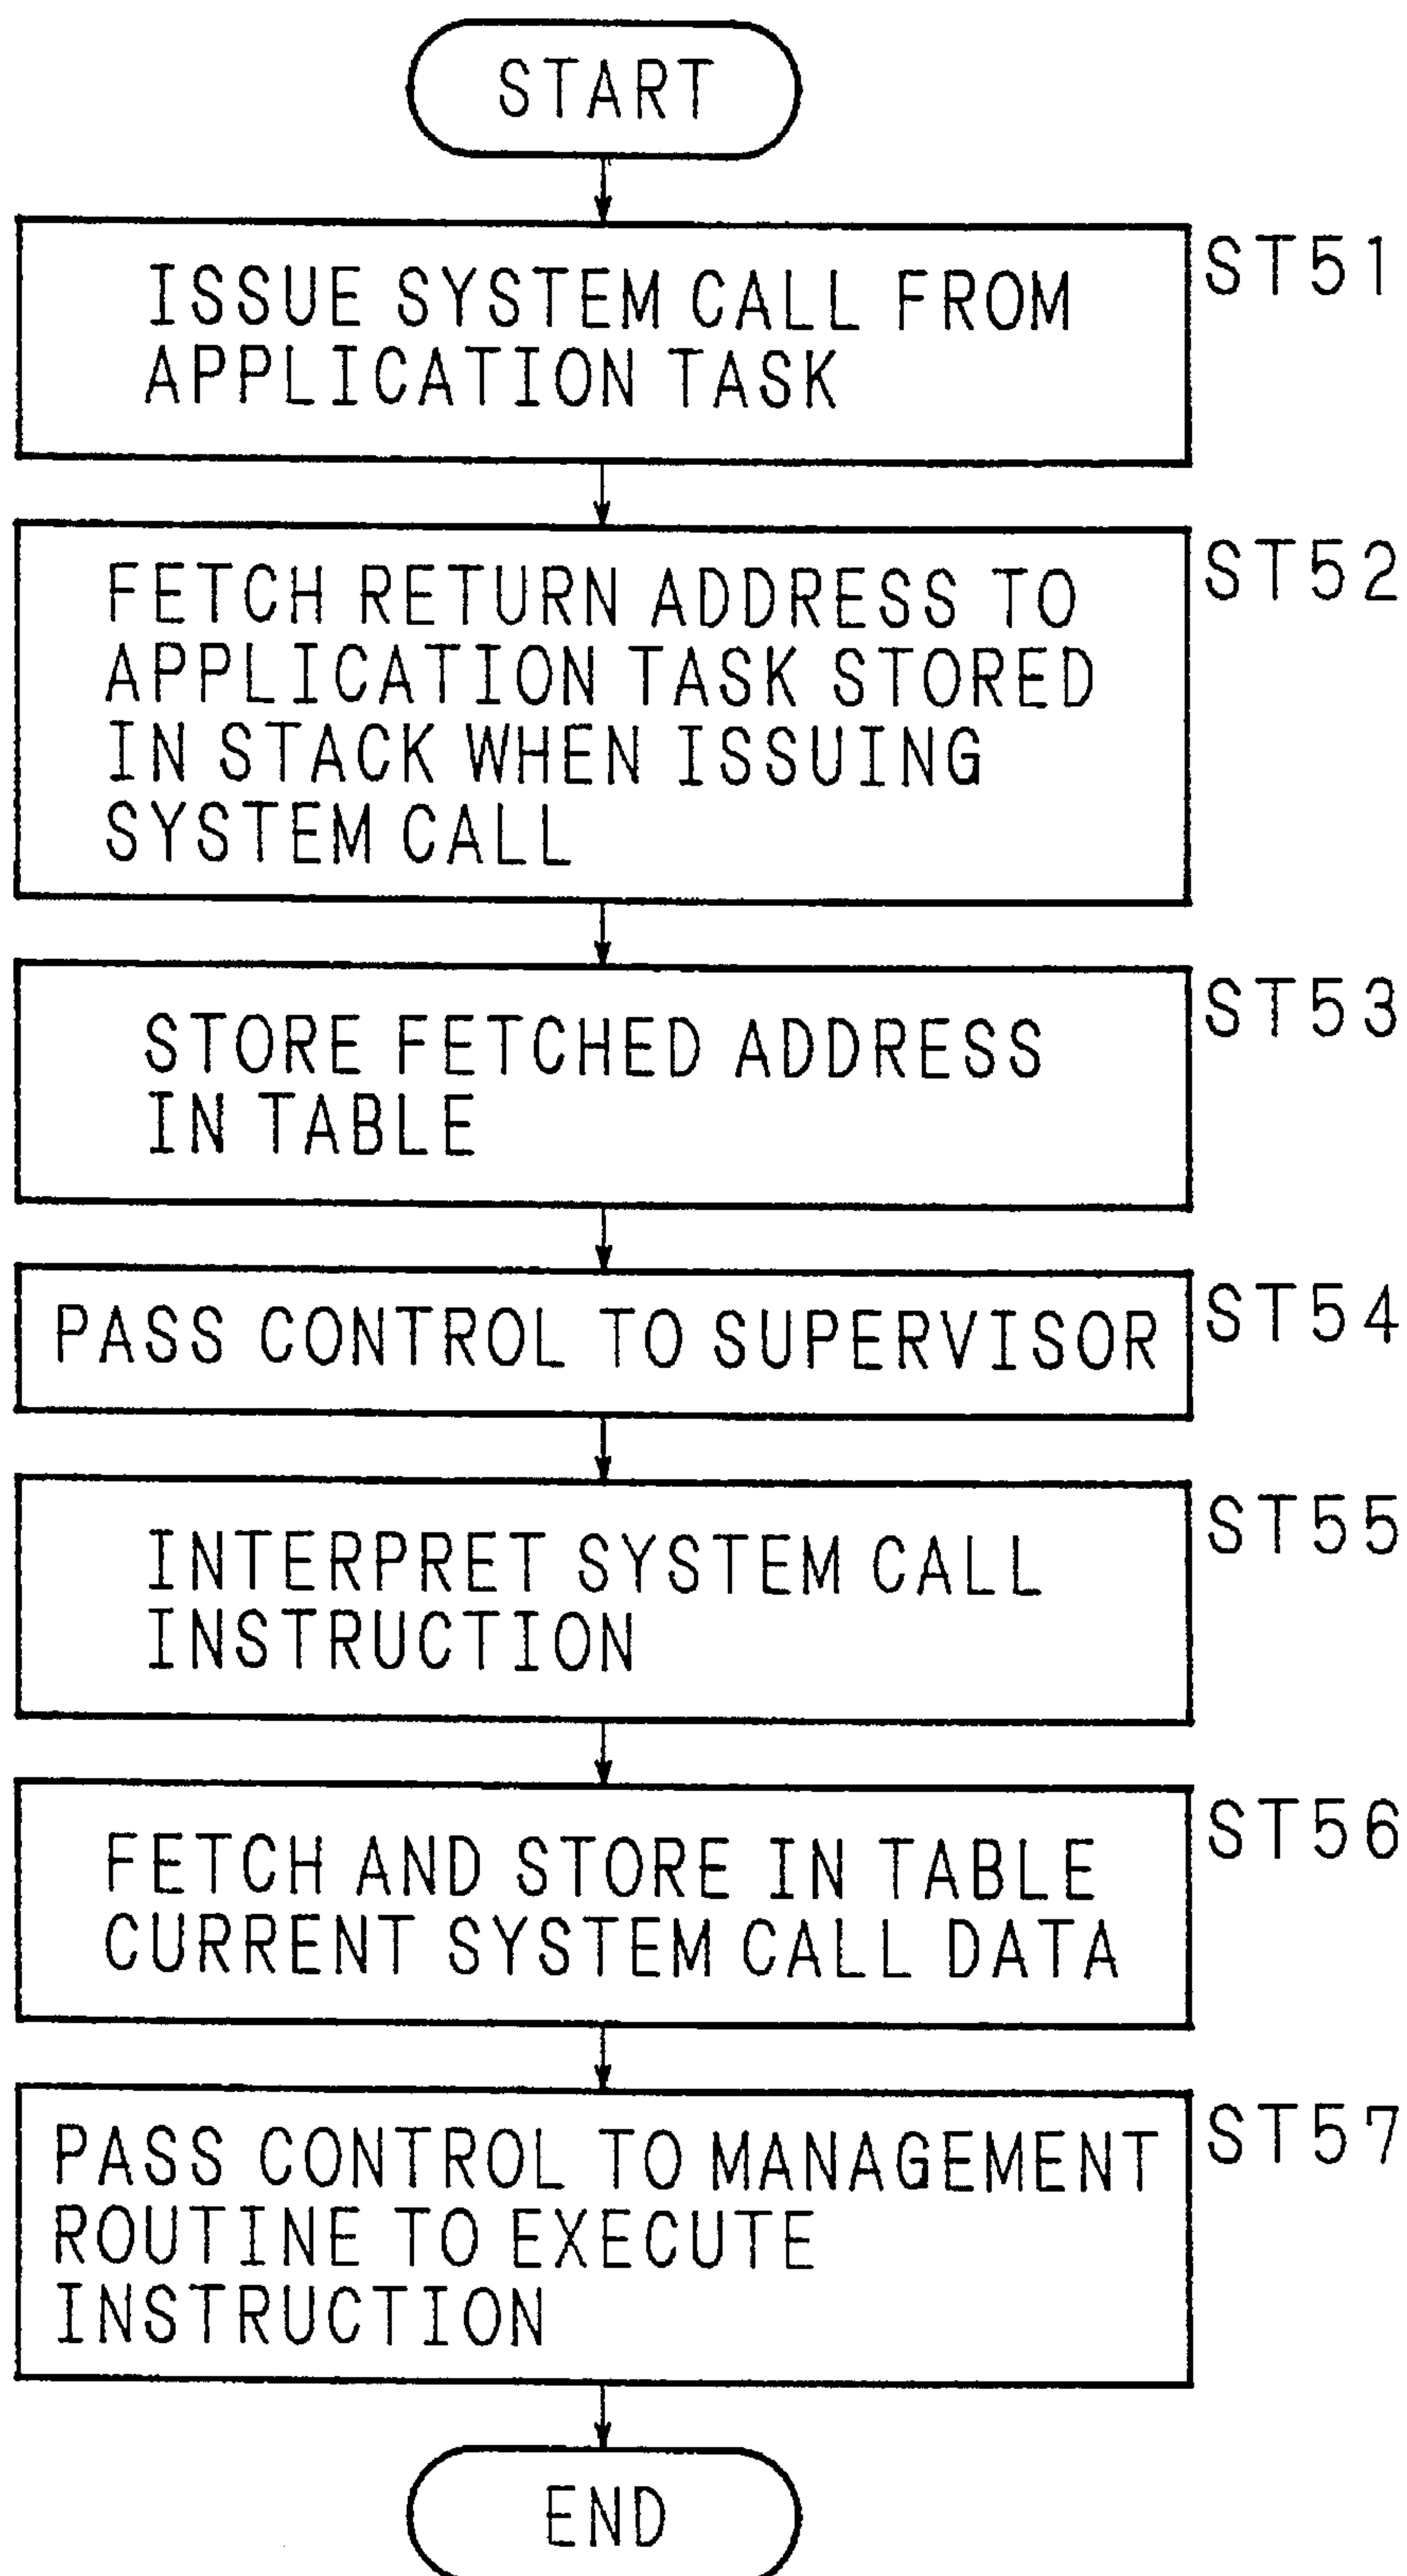 START
ST51
ISSUE SYSTEM CALL FROM
APPLICATION TASK
ST52
FETCH RETURN ADDRESS TO
APPLICATION TASK STORED
IN STACK WHEN ISSUING
SYSTEM CALL
ST53
STORE FETCHED ADDRESS
IN TABLE
ST54
PASS CONTROL TO SUPERVISOR
ST55
INTERPRET SYSTEM CALL
INSTRUCTION
ST56
FETCH AND STORE IN TABLE
CURRENT SYSTEM CALL DATA
ST57
PASS CONTROL TO MANAGEMENT
ROUTINE TO EXECUTE
INSTRUCTION
END